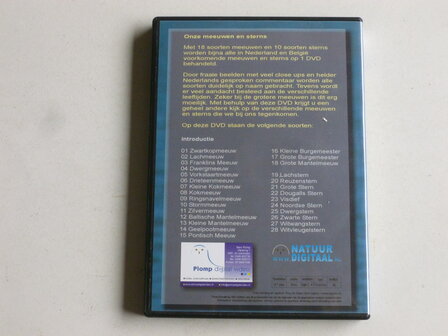 Onze meeuwen en sterns
Met 18 soorten meeuwen en 10 soorten sterns
worden bijna alle in Nederland en België
voorkomende meeuwen en sterns op 1 DVD
behandeld.
Door fraaie beelden met veel close ups en helder
Nederlands gesproken commentaar worden alle
soorten duidelijk op naam gebracht. Tevens wordt
er veel aandacht besteed aan de verschillende
leeftijden. Zeker bij de grotere meeuwen is dit erg
moeilijk. Met behulp van deze DVD krijgt u een
geheel andere kijk op de verschillende meeuwen en
sterns die we bij ons tegenkomen.
Op deze DVD staan de volgende soorten:
Introductie
01 Zwartkopmeeuw
02 Lachmeeuw
03 Franklins Meeuw
04 Dwergmeeuw
05 Vorkstaartmeeuw
06 Drieteenmeeuw
07 Kleine Kokmeeuw
08 Kokmeeuw
09 Ringsnavelmeeuw
10 Stormmeeuw
11 Zilvermeeuw
12 Baltische Mantelmeeuw
13 Kleine Mantelmeeuw
14 Geelpootmeeuw
15 Pontisch Meeuw
16 Kleine Burgemeester
17 Grote Burgemeester
18 Grote Mantelmeeuw
19 Lachstern
20 Reuzenstern
21 Grote Stern
22 Dougalls Stern
23 Visdief
24 Noordse Stern
25 Dwergstern
26 Zwarte Stern
27 Witwangstern
28 Witvleugelstern
Plomp digital video
NATUUR
DIGITAAL